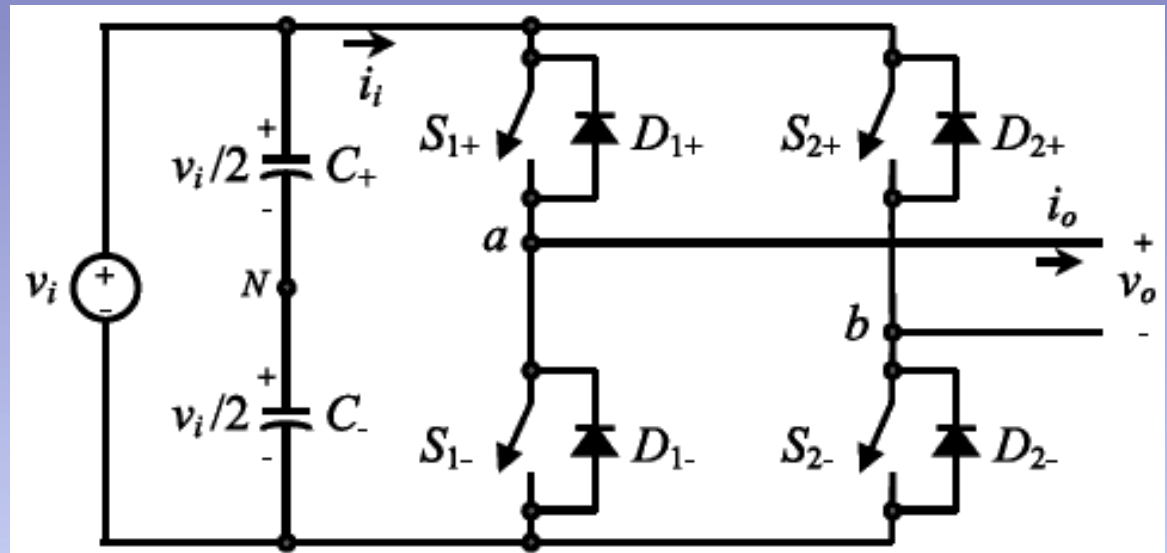 i_i
+
v_i/2 C_+
-
S_1+ D_1+ S_2+ D_2+
i_o
a
+
v_o
-
v_i + -
N
b
+
v_i/2 C_-
-
S_1- D_1- S_2- D_2-